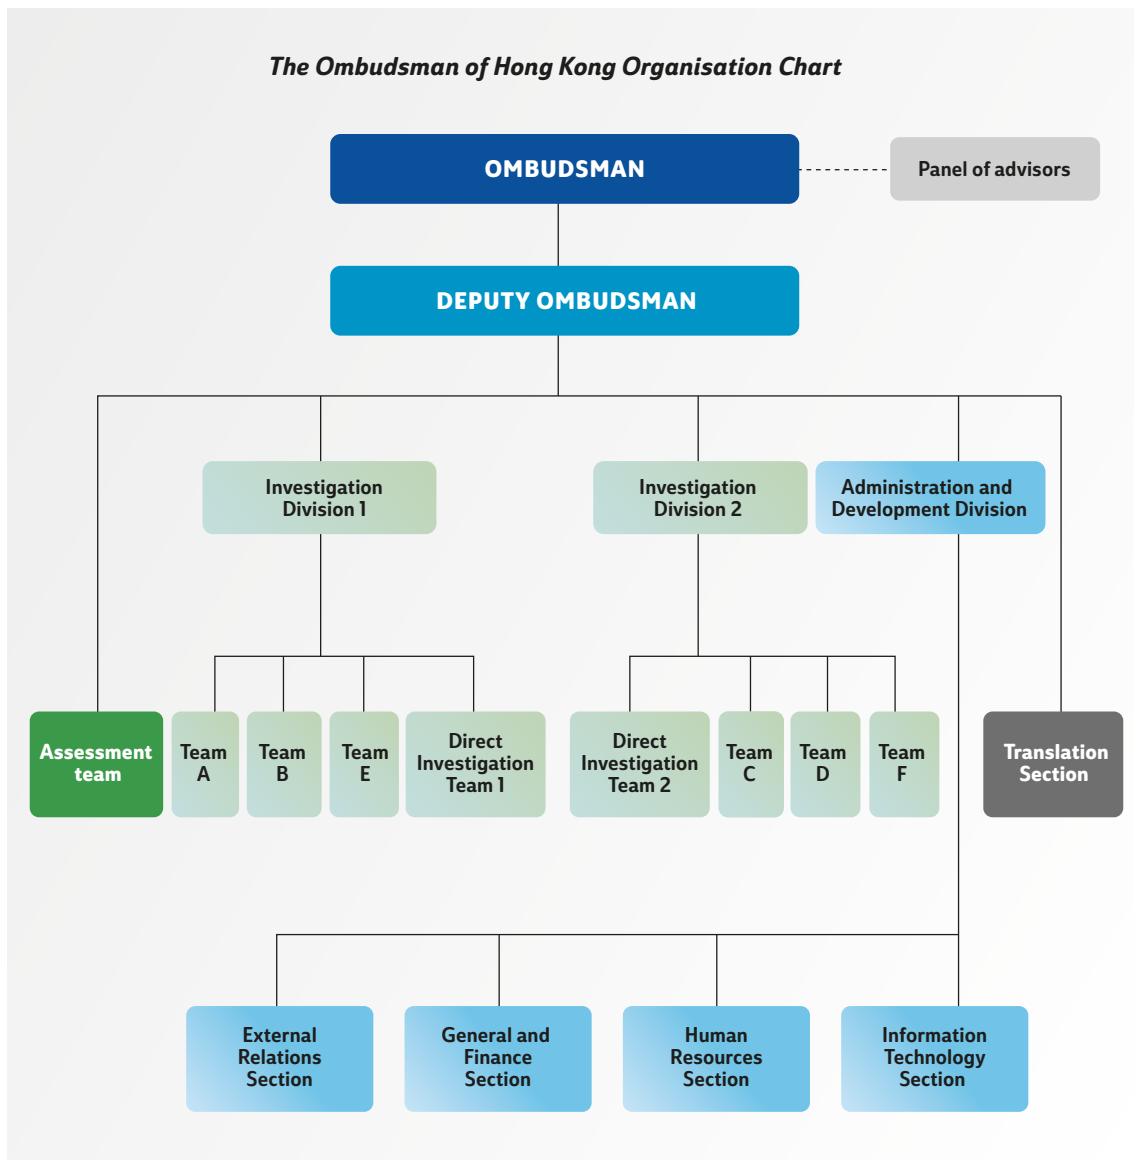 The Ombudsman of Hong Kong Organisation Chart
OMBUDSMAN
Panel of advisors
DEPUTY OMBUDSMAN
Investigation
Division 1
Investigation
Division 2
Administration and
Development Division
Assessment
team
Team
A
Team
B
Team
E
Direct
Investigation
Team 1
Direct
Investigation
Team 2
Team
C
Team
D
Team
F
Translation
Section
External
Relations
Section
General and
Finance
Section
Human
Resources
Section
Information
Technology
Section